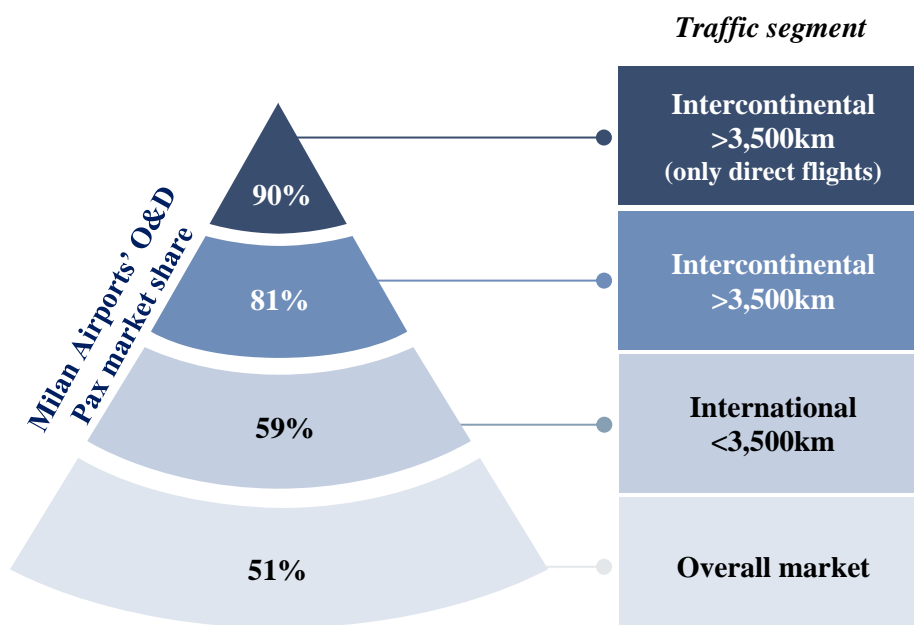 Traffic segment
Intercontinental
>3,500km
(only direct flights)
90%
Milan Airports’ O&D
Pax market share
Intercontinental
>3,500km
81%
International
<3,500km
59%
Overall market
51%